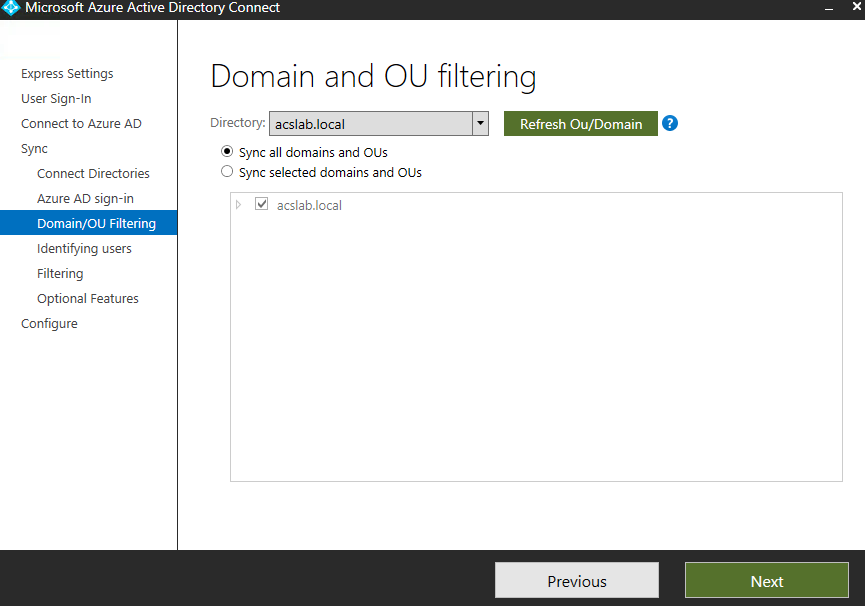 Microsoft Azure Active Directory Connect
Express Settings
User Sign-In
Connect to Azure AD
Sync
Connect Directories
Azure AD sign-in
Domain/OU Filtering
Identifying users
Filtering
Optional Features
Configure
Domain and OU filtering
Directory: acslab.local Refresh Ou/Domain ?
Sync all domains and OUs
Sync selected domains and OUs
acslab.local
Previous Next